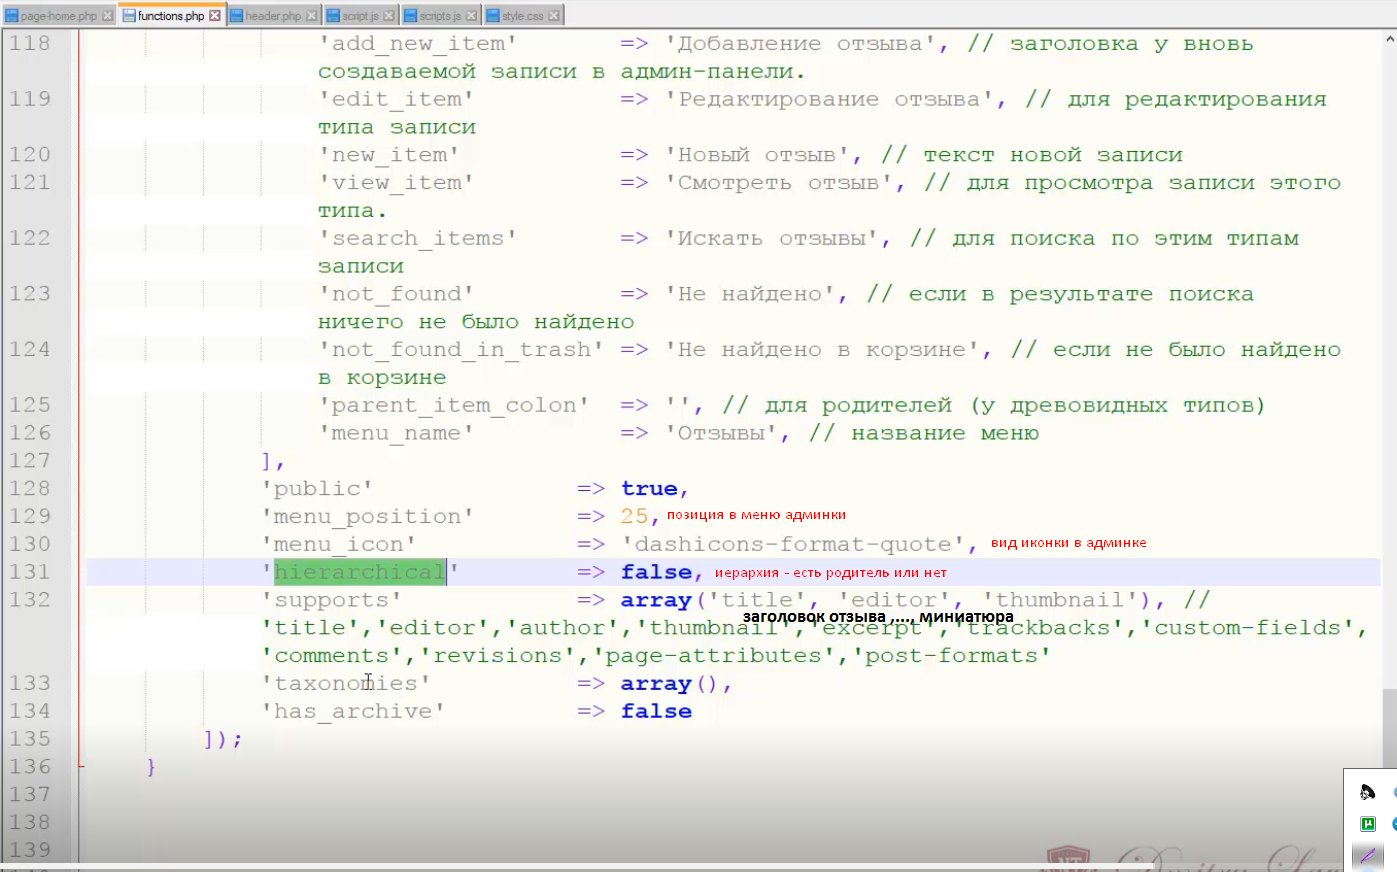 page-home.php functions.php header.php script.js scripts.js style.css
118 'add_new_item' => 'Добавление отзыва', // заголовка у вновь
создаваемой записи в админ-панели.
119 'edit_item' => 'Редактирование отзыва', // для редактирования
типа записи
120 'new_item' => 'Новый отзыв', // текст новой записи
121 'view_item' => 'Смотреть отзыв', // для просмотра записи этого
типа.
122 'search_items' => 'Искать отзывы', // для поиска по этим типам
записи
123 'not_found' => 'Не найдено', // если в результате поиска
ничего не было найдено
124 'not_found_in_trash' => 'Не найдено в корзине', // если не было найдено
в корзине
125 'parent_item_colon' => '', // для родителей (у древовидных типов)
126 'menu_name' => 'Отзывы', // название меню
127 ],
128 'public' => true,
129 'menu_position' => 25, позиция в меню админки
130 'menu_icon' => 'dashicons-format-quote', вид иконки в админке
131 'hierarchical' => false, иерархия - есть родитель или нет
132 'supports' => array('title', 'editor', 'thumbnail'), //
заголовок отзыва ,...., миниатюра
'title','editor','author','thumbnail','excerpt','trackbacks','custom-fields',
'comments','revisions','page-attributes','post-formats'
133 'taxonomies' => array(),
134 'has_archive' => false
135 ]);
136 }
137
138
139